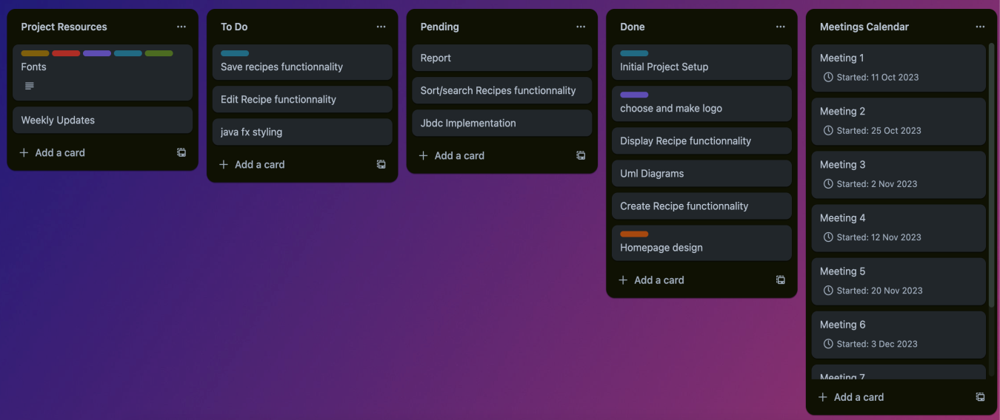 Project Resources
Fonts
Weekly Updates
Add a card
To Do
Save recipes functionnality
Edit Recipe functionnality
java fx styling
Add a card
Pending
Report
Sort/search Recipes functionnality
Jbdc Implementation
Add a card
Done
Initial Project Setup
choose and make logo
Display Recipe functionnality
Uml Diagrams
Create Recipe functionnality
Homepage design
Add a card
Meetings Calendar
Meeting 1
Started: 11 Oct 2023
Meeting 2
Started: 25 Oct 2023
Meeting 3
Started: 2 Nov 2023
Meeting 4
Started: 12 Nov 2023
Meeting 5
Started: 20 Nov 2023
Meeting 6
Started: 3 Dec 2023
Meeting 7
Add a card